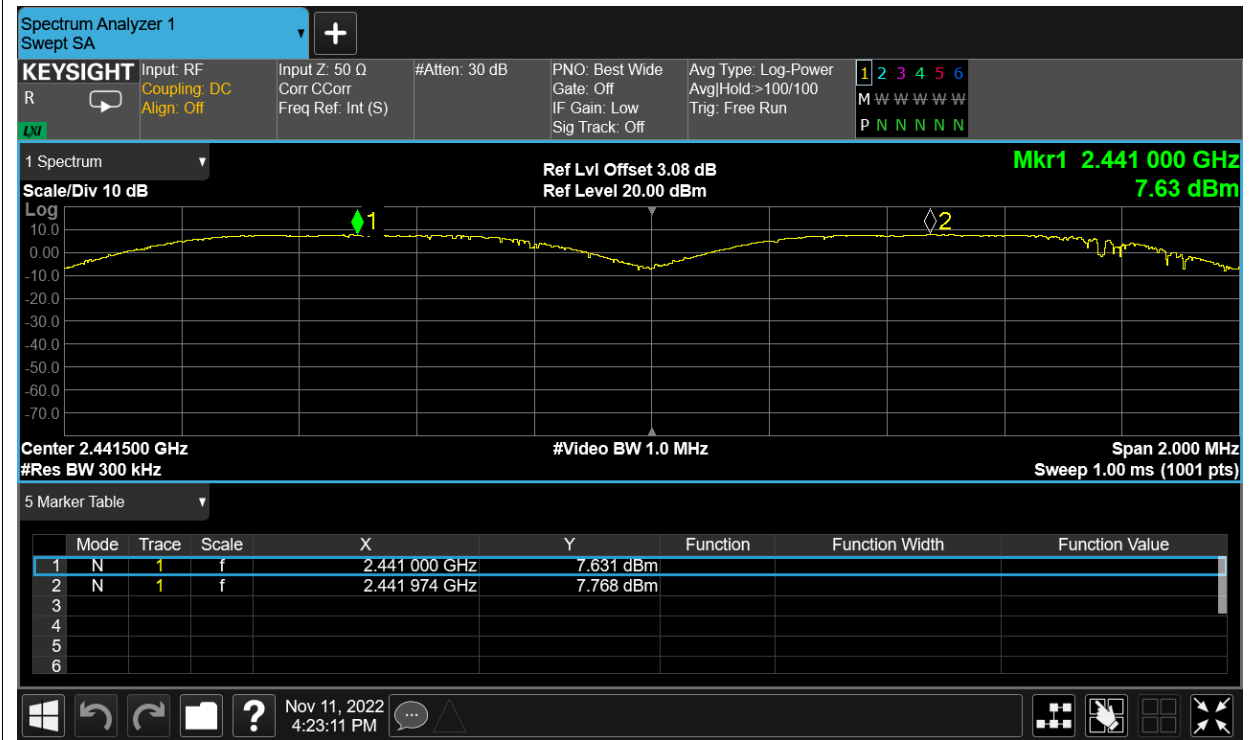 Spectrum Analyzer 1
Swept SA
+
KEYSIGHT
R
LXI
Input: RF
Coupling: DC
Align: Off
Input Z: 50 Ω
Corr CCorr
Freq Ref: Int (S)
#Atten: 30 dB
PNO: Best Wide
Gate: Off
IF Gain: Low
Sig Track: Off
Avg Type: Log-Power
Avg|Hold:>100/100
Trig: Free Run
1 2 3 4 5 6
M W W W W W
P N N N N N
1 Spectrum
Scale/Div 10 dB
Ref Lvl Offset 3.08 dB
Ref Level 20.00 dBm
Mkr1 2.441 000 GHz
7.63 dBm
Log
10.0
0.00
-10.0
-20.0
-30.0
-40.0
-50.0
-60.0
-70.0
1
2
Center 2.441500 GHz
#Video BW 1.0 MHz
Span 2.000 MHz
#Res BW 300 kHz
Sweep 1.00 ms (1001 pts)
5 Marker Table
Mode Trace Scale X Y Function Function Width Function Value
1 N 1 f 2.441 000 GHz 7.631 dBm
2 N 1 f 2.441 974 GHz 7.768 dBm
3
4
5
6
?
Nov 11, 2022
4:23:11 PM